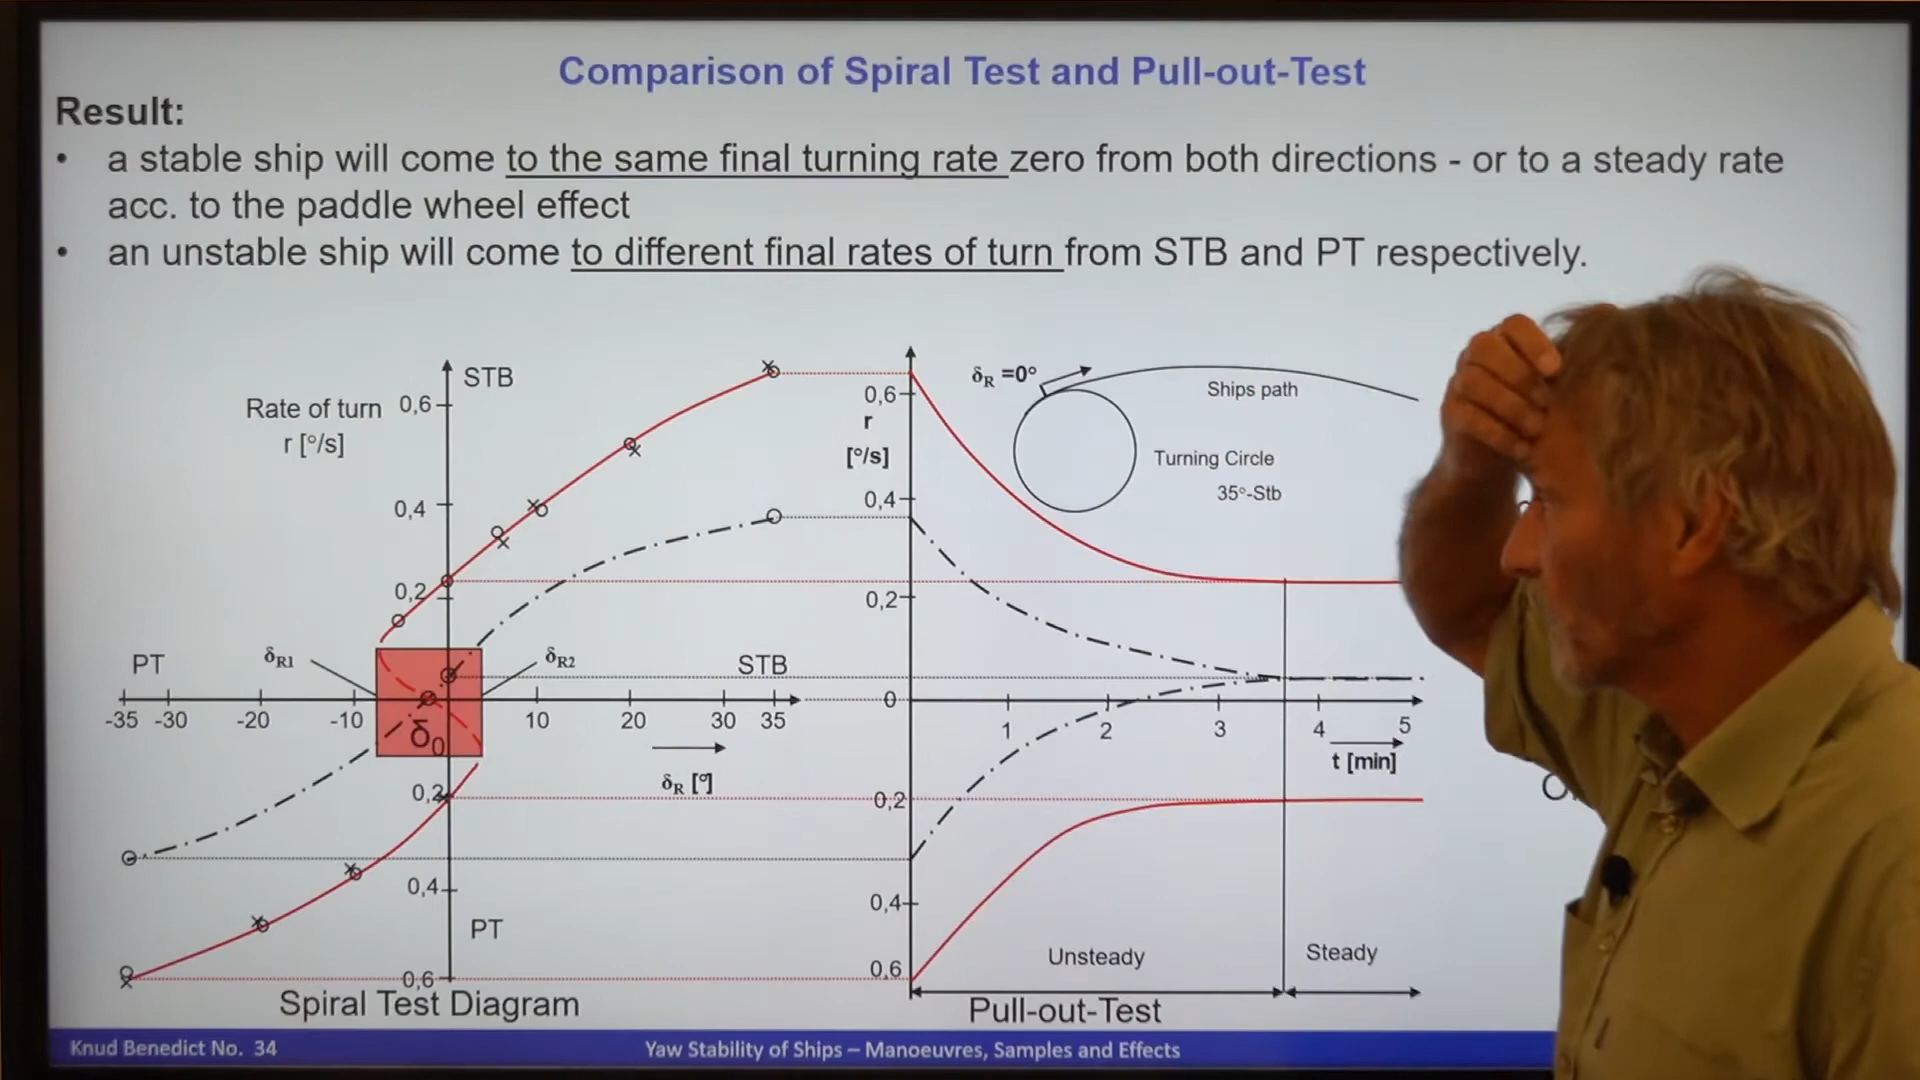 Comparison of Spiral Test and Pull-out-Test
Result:
• a stable ship will come to the same final turning rate zero from both directions - or to a steady rate
acc. to the paddle wheel effect
• an unstable ship will come to different final rates of turn from STB and PT respectively.
STB
Rate of turn
r [°/s]
0,6
0,4
0,2
PT
δR1
δR2
STB
-35 -30 -20 -10 10 20 30 35
δ0
δR [°]
0,2
0,4
PT
0,6
Spiral Test Diagram
0,6
r
[°/s]
0,4
0,2
0
0,2
0,4
0,6
δR =0°
Ships path
Turning Circle
35°-Stb
1 2 3 4 5
t [min]
Unsteady
Steady
Pull-out-Test
Knud Benedict No. 34
Yaw Stability of Ships – Manoeuvres, Samples and Effects